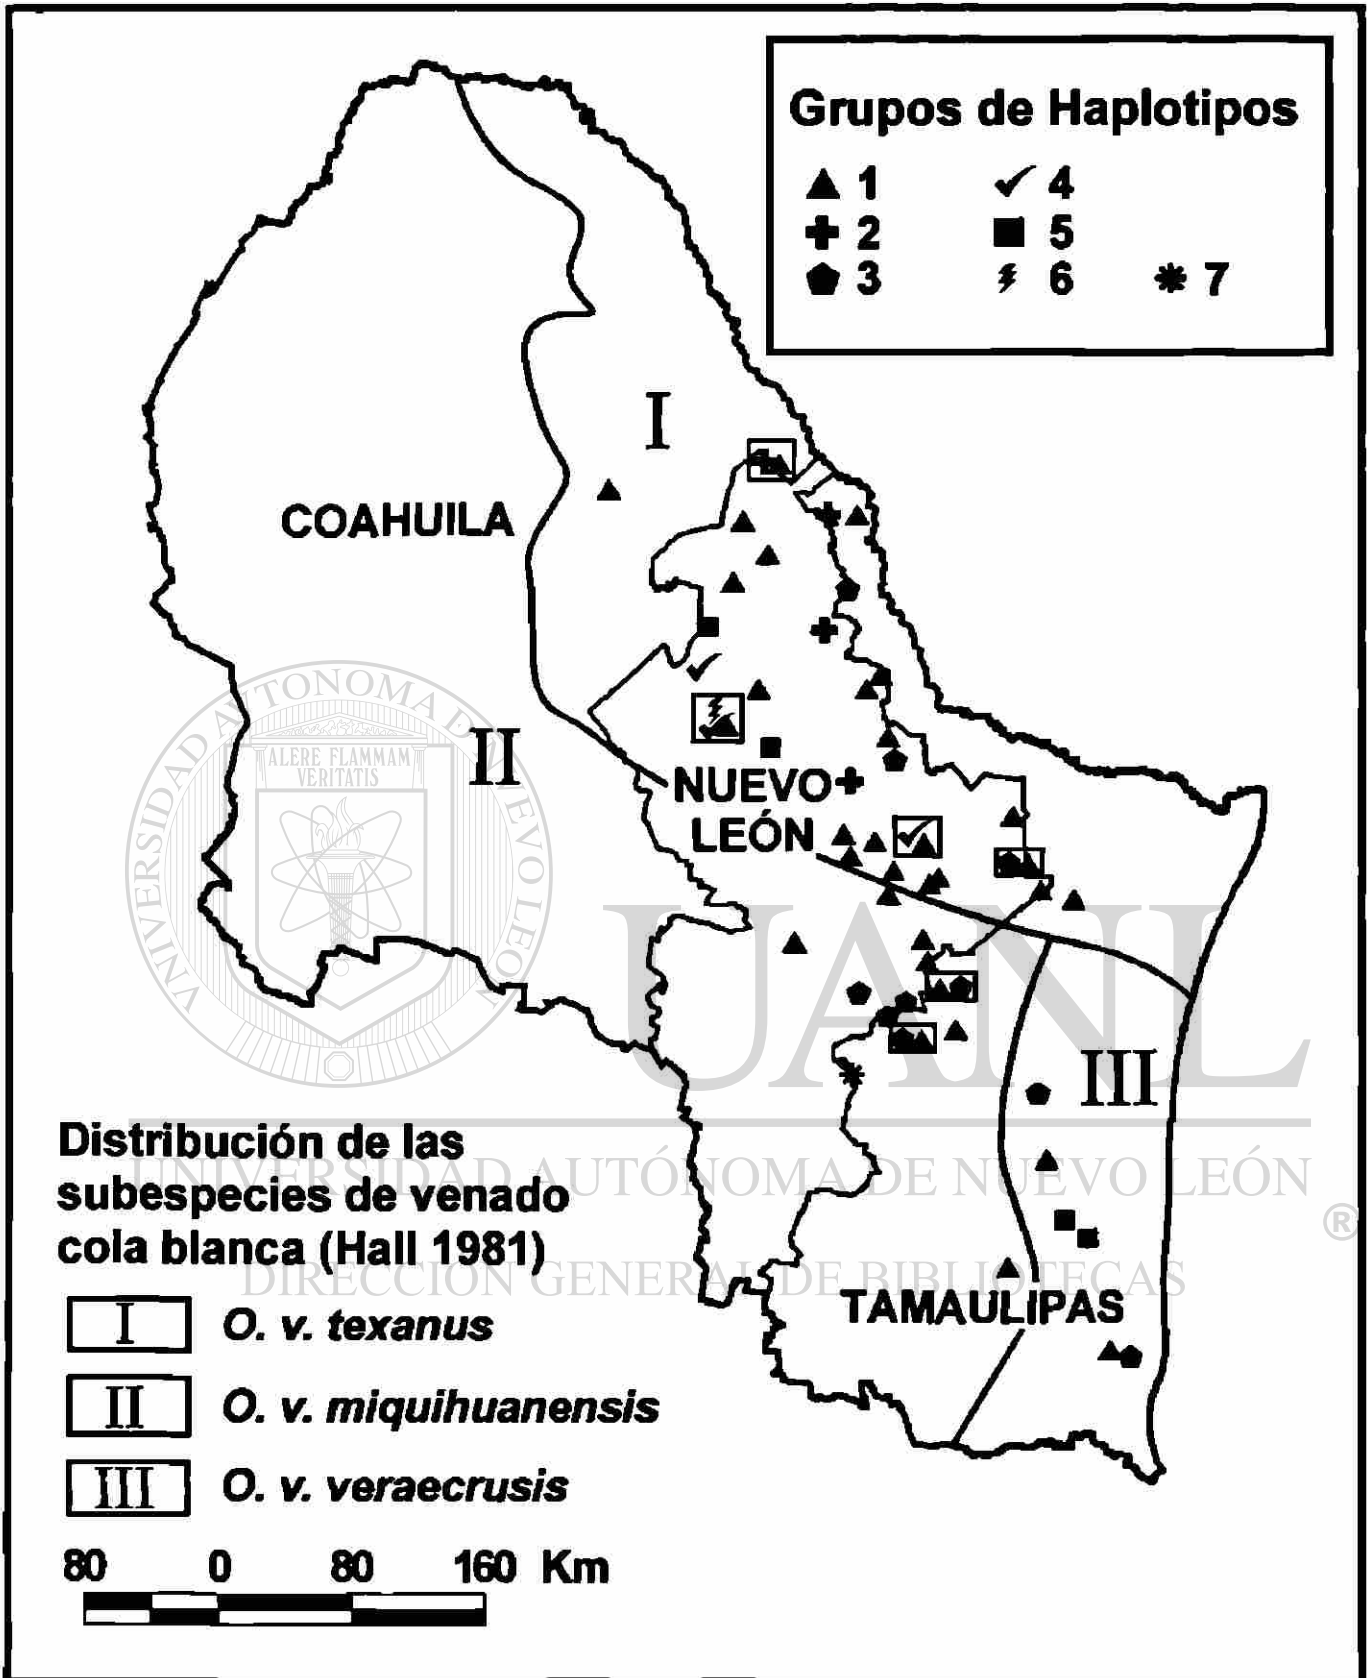 Grupos de Haplotipos
1 4
2 5
3 6 7
I
COAHUILA
II
NUEVO
LEÓN
III
TAMAULIPAS
Distribución de las
subespecies de venado
cola blanca (Hall 1981)
I O. v. texanus
II O. v. miquihuanensis
III O. v. veraecrusis
80 0 80 160 Km
UNIVERSIDAD AUTONOMA DE NUEVO LEON
ALERE FLAMMAM
VERITATIS
UANL
UNIVERSIDAD AUTÓNOMA DE NUEVO LEÓN
®
DIRECCIÓN GENERAL DE BIBLIOTECAS